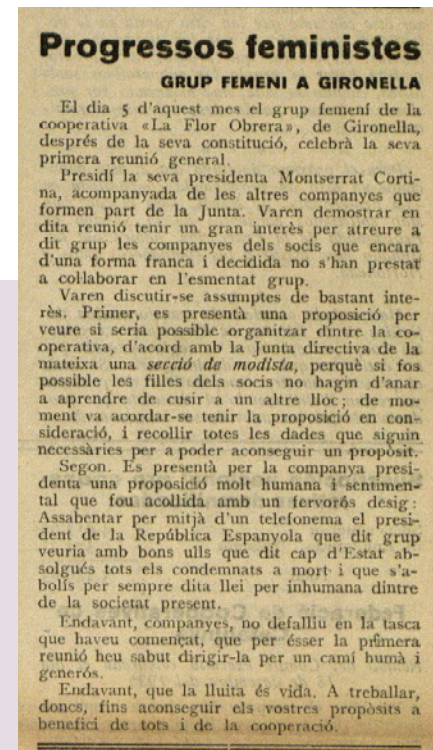 Progressos feministes
GRUP FEMENI A GIRONELLA
El dia 5 d'aquest mes el grup femení de la
cooperativa «La Flor Obrera», de Gironella,
després de la seva constitució, celebrà la seva
primera reunió general.
Presidí la seva presidenta Montserrat Corti-
na, acompanyada de les altres companyes que
formen part de la Junta. Varen demostrar en
dita reunió tenir un gran interès per atreure a
dit grup les companyes dels socis que encara
d'una forma franca i decidida no s'han prestat
a collaborar en l'esmentat grup.
Varen discutir-se assumptes de bastant inte-
rès. Primer, es presentà una proposició per
veure si seria possible organitzar dintre la co-
operativa, d'acord amb la Junta directiva de la
mateixa una secció de modista, perquè si fos
possible les filles dels socis no hagin d'anar
a aprendre de cusir a un altre lloc; de mo-
ment va acordar-se tenir la proposició en con-
sideració, i recollir totes les dades que siguin
necessàries per a poder aconseguir un propòsit.
Segon. Es presentà per la companya presi-
denta una proposició molt humana i sentimen-
tal que fou acollida amb un fervorós desig:
Assabentar per mitjà d'un telefonema el presi-
dent de la República Espanyola que dit grup
veuria amb bons ulls que dit cap d'Estat ab-
solgués tots els condemnats a mort i que s'a-
bolís per sempre dita llei per inhumana dintre
de la societat present.
Endavant, companyes, no defalliu en la tasca
que haveu començat, que per ésser la primera
reunió heu sabut dirigir-la per un camí humà i
generós.
Endavant, que la lluita és vida. A treballar,
doncs, fins aconseguir els vostres propòsits a
benefici de tots i de la cooperació.